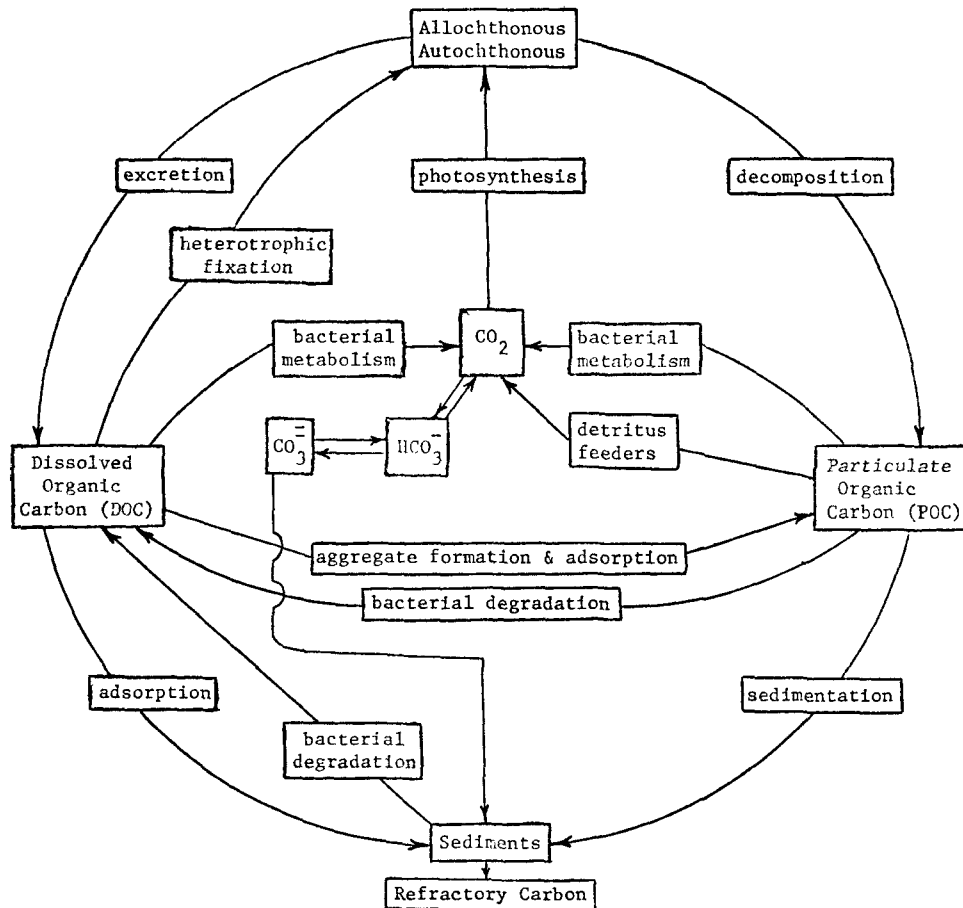 Allochthonous
Autochthonous
excretion
photosynthesis
decomposition
heterotrophic
fixation
bacterial
metabolism
CO₂
bacterial
metabolism
CO₃⁼
HCO₃⁻
detritus
feeders
Dissolved
Organic
Carbon (DOC)
Particulate
Organic
Carbon (POC)
aggregate formation & adsorption
bacterial degradation
adsorption
sedimentation
bacterial
degradation
Sediments
Refractory Carbon